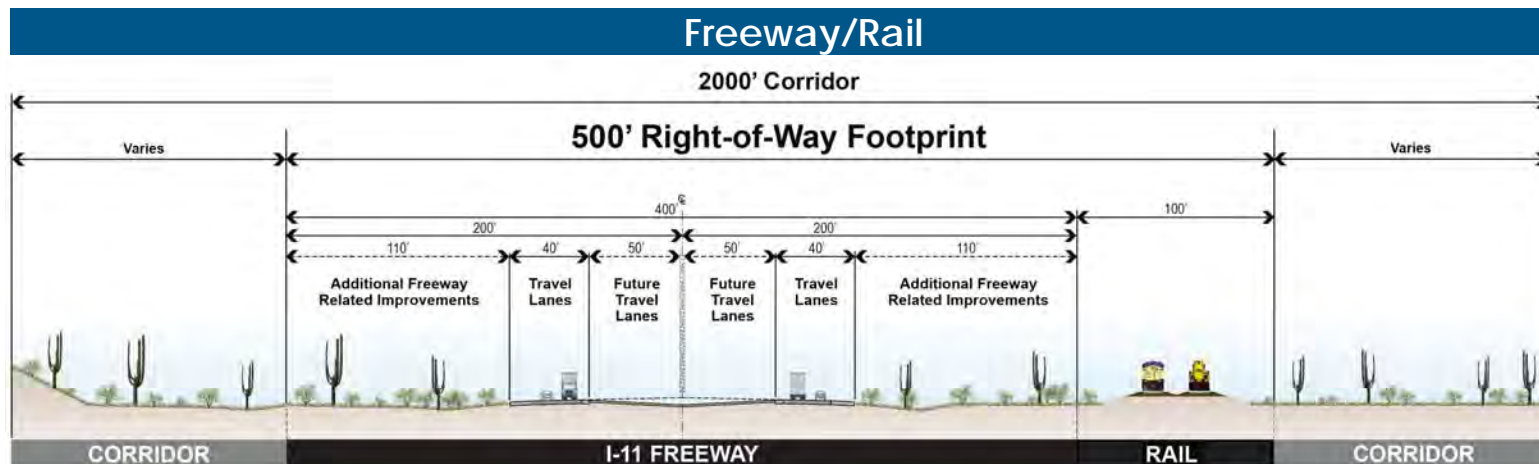 Freeway/Rail
2000’ Corridor
500’ Right-of-Way Footprint
Varies
Varies
℄
400’
100’
200’
200’
110’
40’
50’
50’
40’
110’
Additional Freeway
Related Improvements
Travel
Lanes
Future
Travel
Lanes
Future
Travel
Lanes
Travel
Lanes
Additional Freeway
Related Improvements
CORRIDOR
I-11 FREEWAY
RAIL
CORRIDOR